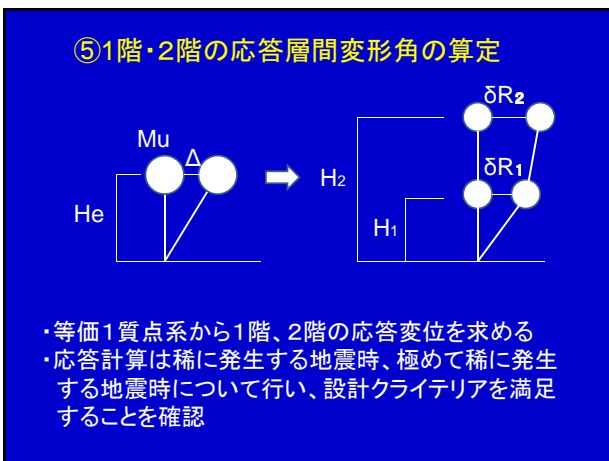 ⑤1階・２階の応答層間変形角の算定
δR2
Mu
Δ
δR1
H2
He
H1
・等価１質点系から１階、２階の応答変位を求める
・応答計算は稀に発生する地震時、極めて稀に発生
する地震時について行い、設計クライテリアを満足
することを確認